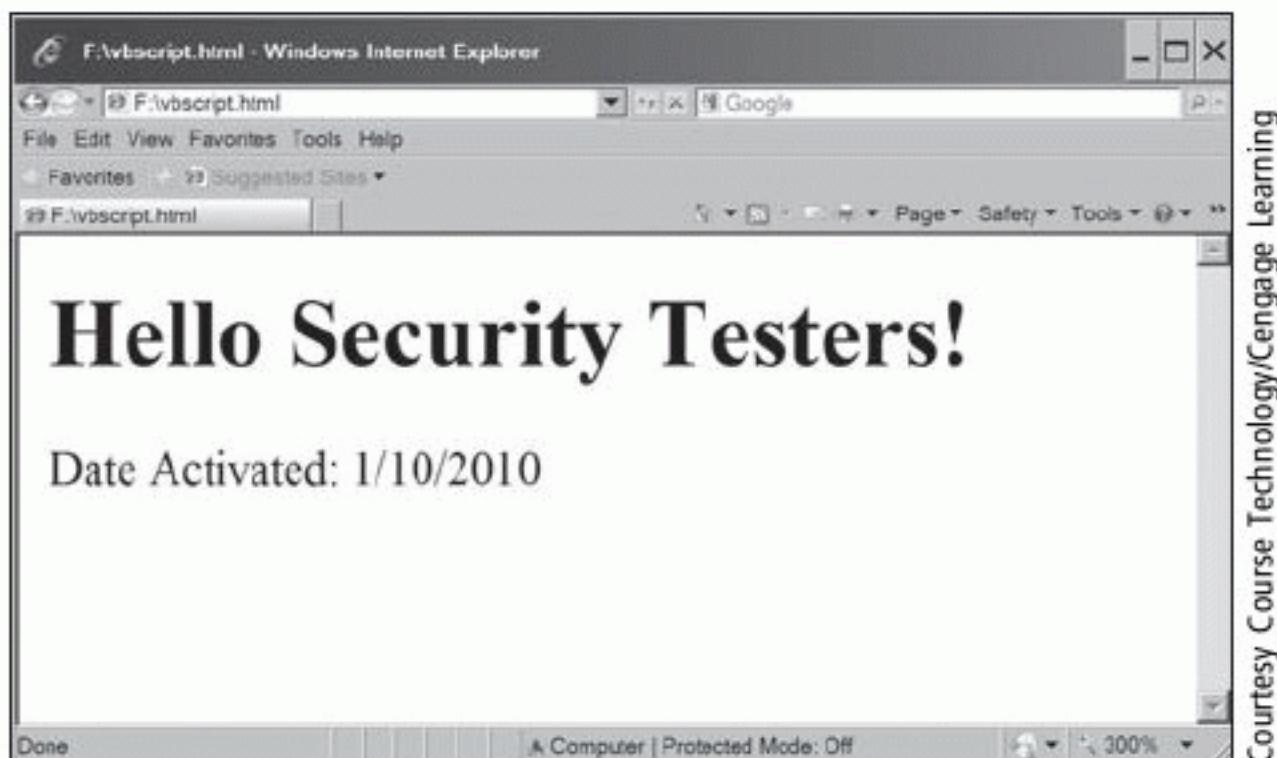 F:\vbscript.html - Windows Internet Explorer
F:\vbscript.html
Google
File Edit View Favorites Tools Help
Favorites Suggested Sites
F:\vbscript.html
Page Safety Tools
Hello Security Testers!
Date Activated: 1/10/2010
Done
Computer | Protected Mode: Off
300%
Courtesy Course Technology/Cengage Learning